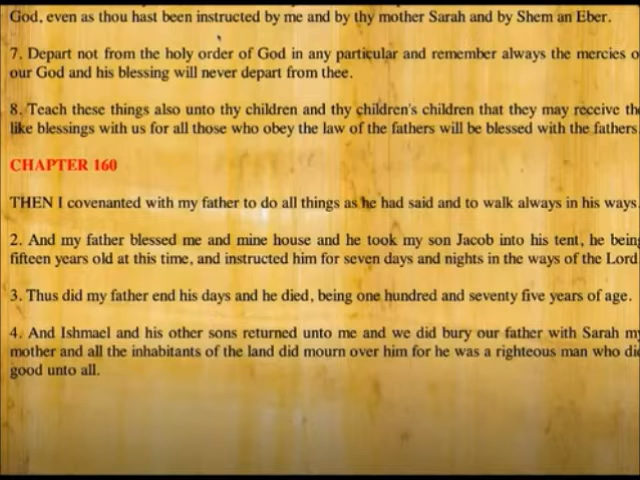 God, even as thou hast been instructed by me and by thy mother Sarah and by Shem an Eber.
7. Depart not from the holy order of God in any particular and remember always the mercies o
our God and his blessing will never depart from thee.
8. Teach these things also unto thy children and thy children's children that they may receive th
like blessings with us for all those who obey the law of the fathers will be blessed with the fathers
CHAPTER 160
THEN I covenanted with my father to do all things as he had said and to walk always in his ways.
2. And my father blessed me and mine house and he took my son Jacob into his tent, he being
fifteen years old at this time, and instructed him for seven days and nights in the ways of the Lord
3. Thus did my father end his days and he died, being one hundred and seventy five years of age.
4. And Ishmael and his other sons returned unto me and we did bury our father with Sarah my
mother and all the inhabitants of the land did mourn over him for he was a righteous man who di
good unto all.